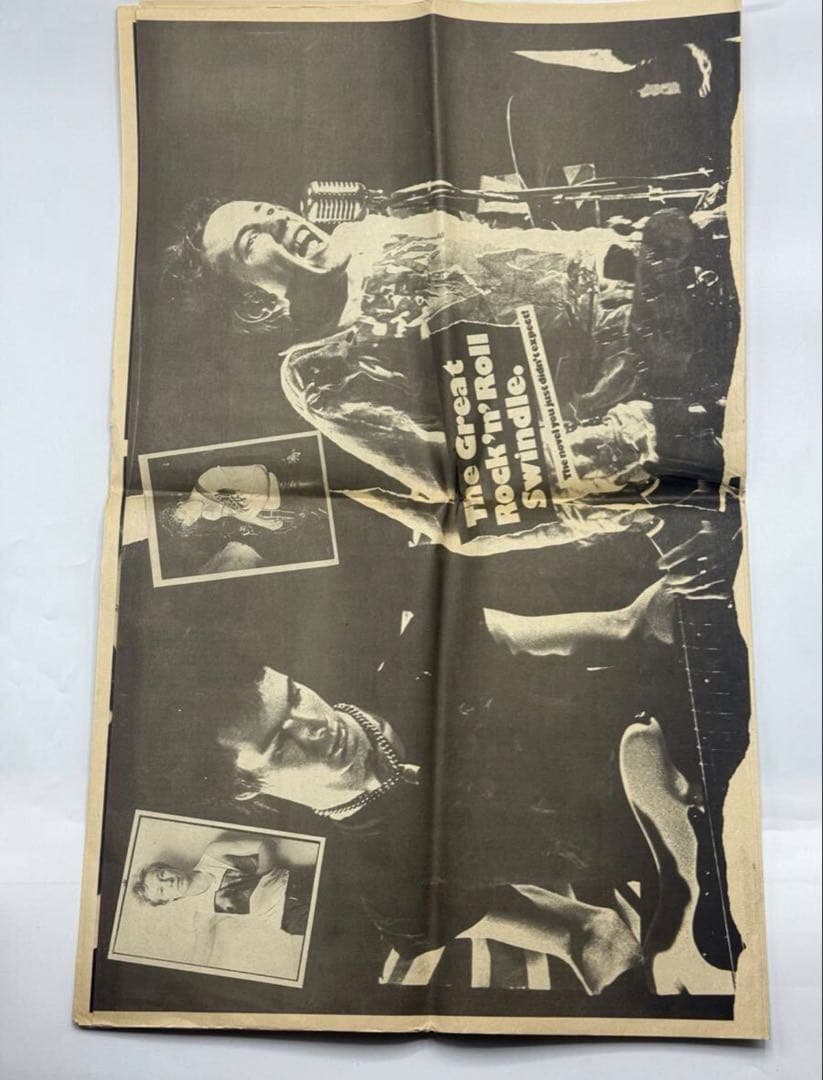 The Great
Rock 'n' Roll
Swindle.
The novel you just didn't expect!